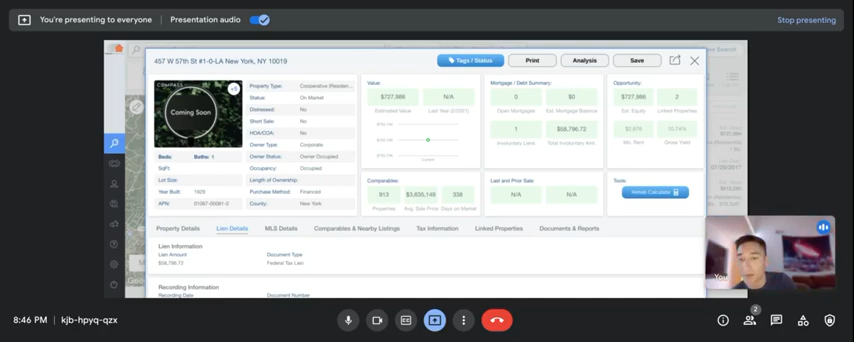 You're presenting to everyone
Presentation audio
Stop presenting
457 W 57th St #1-0-LA New York, NY 10019
Tags / Status
Print
Analysis
Save
COMPASS
Coming Soon
Beds:
Baths: 1
SqFt:
Lot Size:
Year Built: 1929
APN:
Property Type: Cooperative (Residen...
Status: On Market
Distressed: No
Short Sale: No
HOA/COA: No
Owner Type: Corporate
Owner Status: Owner Occupied
Occupancy: Occupied
Length of Ownership:
Purchase Method: Financed
County: New York
Value:
$727,986
N/A
Estimated Value
Comparables:
913
$3,635,149
338
Properties
Avg. Sale Price
Days on Market
Mortgage / Debt Summary:
0
$0
Open Mortgages
Est. Mortgage Balance
1
$58,796.72
Involuntary Liens
Total Involuntary Amt.
Last and Prior Sale:
N/A
N/A
Opportunity:
$727,986
2
Est. Equity
Linked Properties
Mo. Rent
Gross Yield
Tools:
Rehab Calculator
Property Details
Lien Details
MLS Details
Comparables & Nearby Listings
Tax Information
Linked Properties
Documents & Reports
Lien Information
Lien Amount
Document Type
$58,796.72
Federal Tax Lien
Recording Information
Recording Date
Document Number
You
8:46 PM | kjb-hpyq-qzx
2